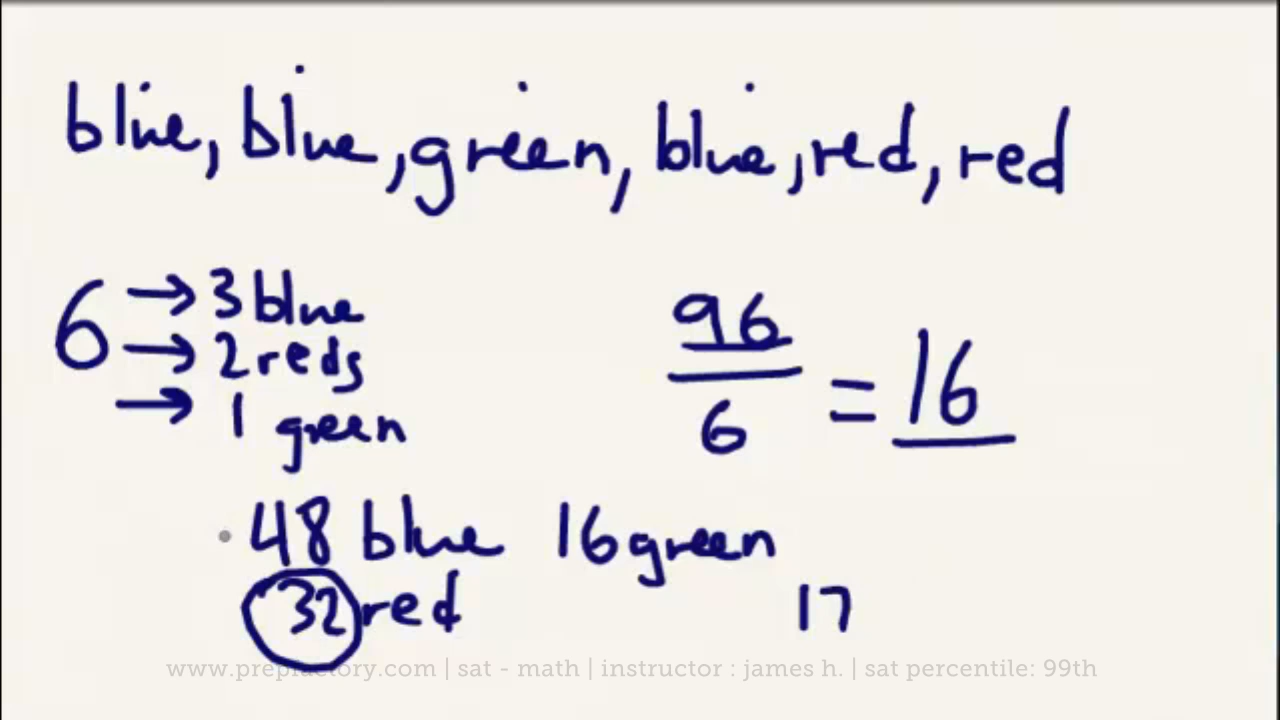 blue, blue, green, blue, red, red
6 → 3 blue
→ 2 reds
→ 1 green
96
6
= 16
48 blue 16 green
32 red 17
www.prepfactory.com | sat - math | instructor : james h. | sat percentile: 99th